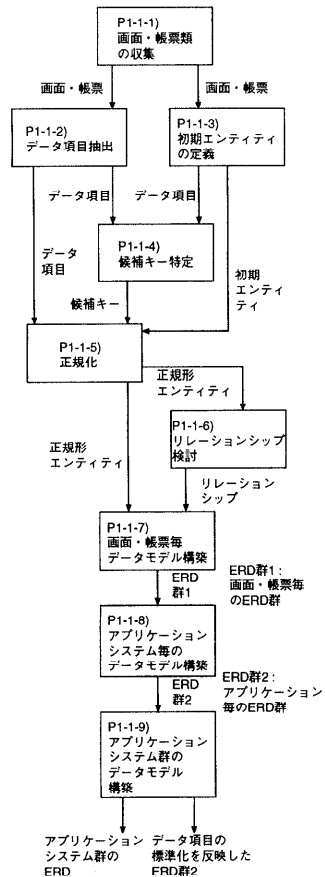 P1-1-1)
画面・帳票類
の収集
画面・帳票
画面・帳票
P1-1-2)
データ項目抽出
P1-1-3)
初期エンティティ
の定義
データ項目
データ項目
データ
項目
P1-1-4)
候補キー特定
初期
エンティ
ティ
候補キー
P1-1-5)
正規化
正規形
エンティティ
正規形
エンティティ
P1-1-6)
リレーションシップ
検討
リレーション
シップ
P1-1-7)
画面・帳票毎
データモデル構築
ERD
群1
ERD群1：
画面・帳票毎
のERD群
P1-1-8)
アプリケーション
システム毎の
データモデル構築
ERD
群2
ERD群2：
アプリケーション
毎のERD群
P1-1-9)
アプリケーション
システム群の
データモデル
構築
アプリケーション
システム群の
ERD
データ項目の
標準化を反映した
ERD群2